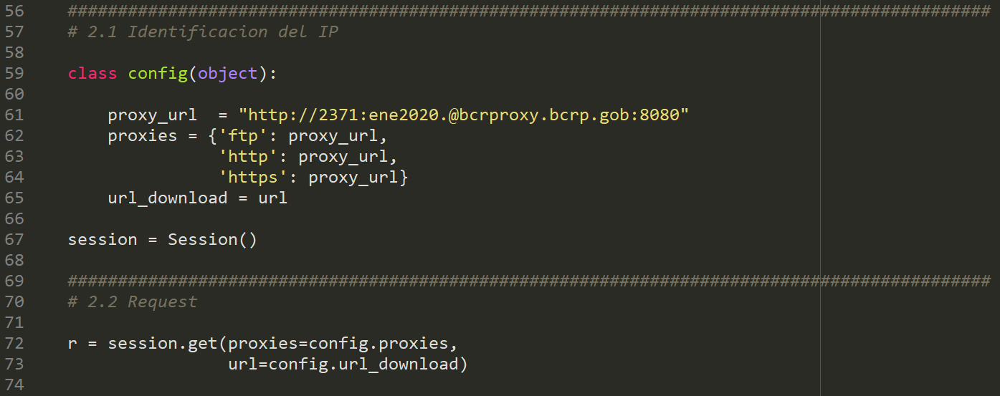 56 ############################################################################################
57 # 2.1 Identificacion del IP
58
59 class config(object):
60
61 proxy_url  = "http://2371:ene2020.@bcrproxy.bcrp.gob:8080"
62 proxies = {'ftp': proxy_url,
63 'http': proxy_url,
64 'https': proxy_url}
65 url_download = url
66
67 session = Session()
68
69 ############################################################################################
70 # 2.2 Request
71
72 r = session.get(proxies=config.proxies,
73 url=config.url_download)
74